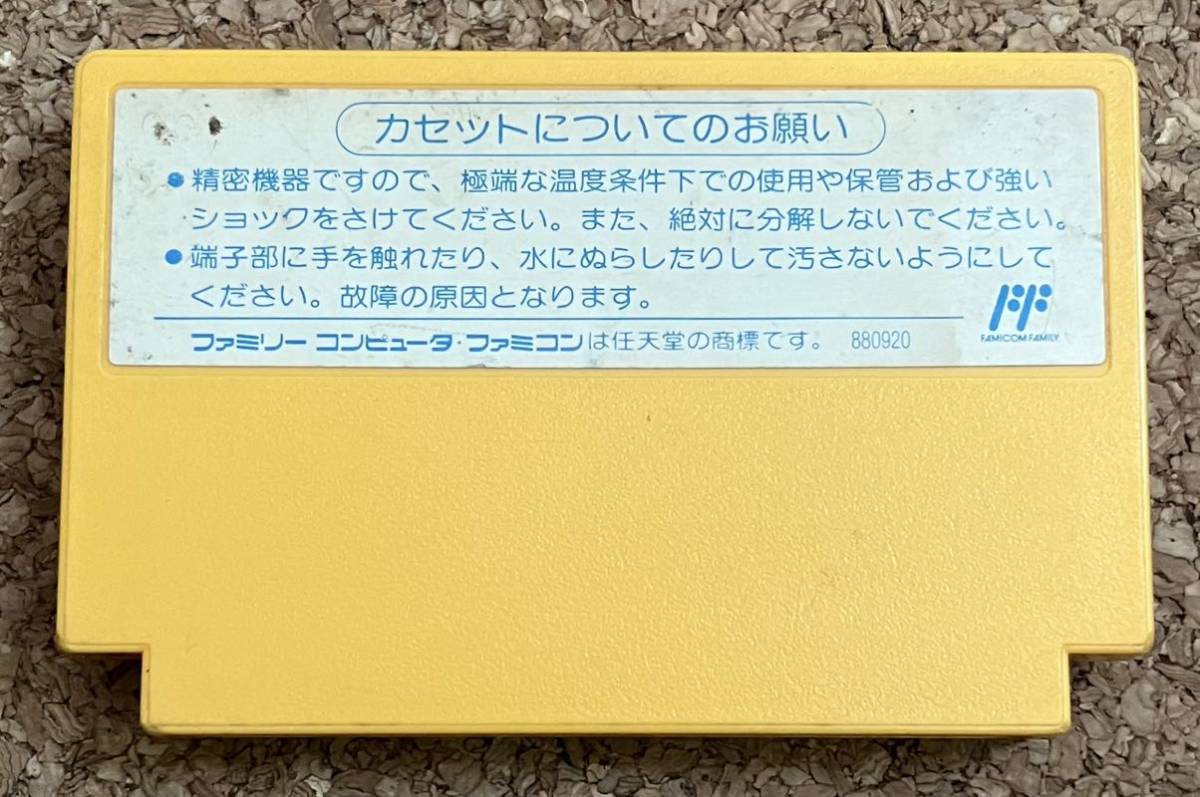 カセットについてのお願い
●精密機器ですので、極端な温度条件下での使用や保管および強い
ショックをさけてください。また、絶対に分解しないでください。
●端子部に手を触れたり、水にぬらしたりして汚さないようにして
ください。故障の原因となります。
FAMICOM FAMILY
ファミリー コンピュータ・ファミコンは任天堂の商標です。 880920